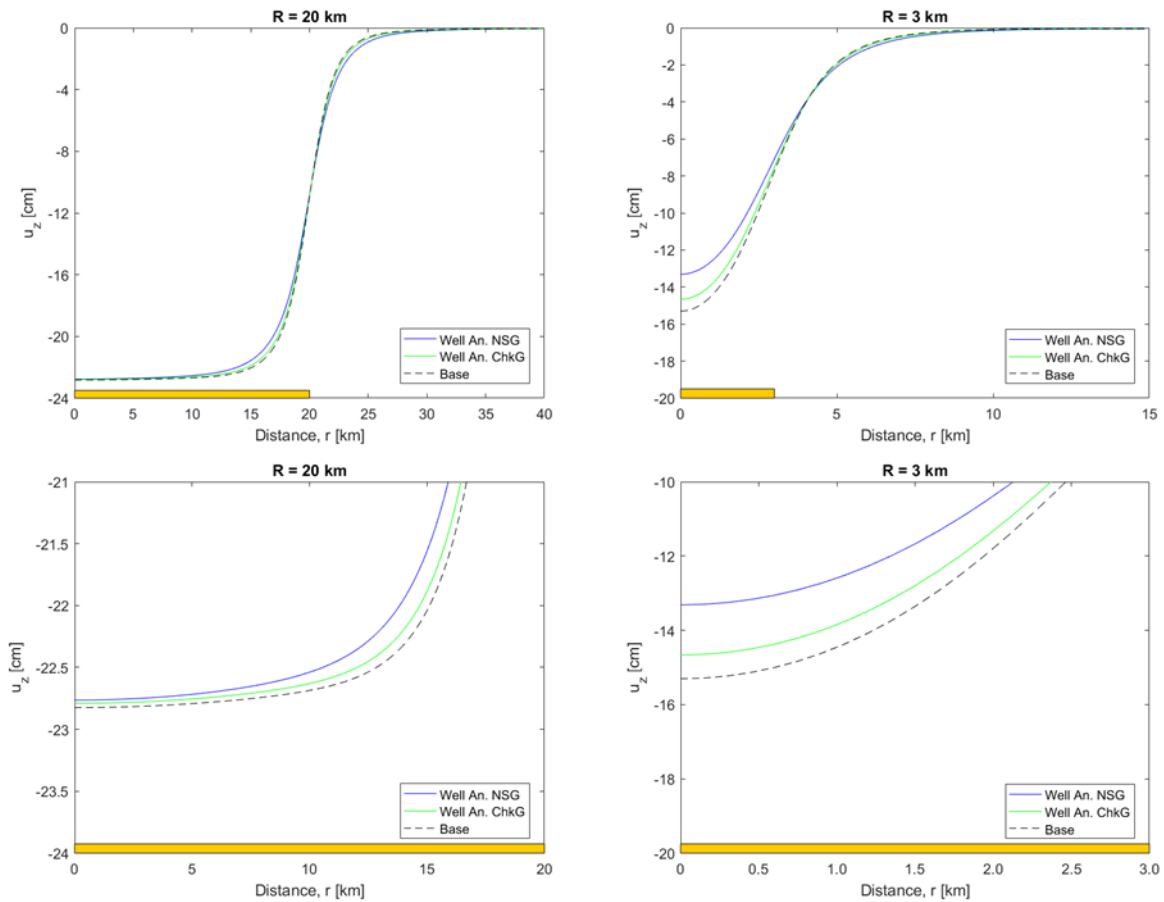 R = 20 km
0
-4
-8
-12
-16
-20
-24
u_z [cm]
0 5 10 15 20 25 30 35 40
Distance, r [km]
Well An. NSG
Well An. ChkG
Base
R = 3 km
0
-2
-4
-6
-8
-10
-12
-14
-16
-18
-20
u_z [cm]
0 5 10 15
Distance, r [km]
Well An. NSG
Well An. ChkG
Base
R = 20 km
-21
-21.5
-22
-22.5
-23
-23.5
-24
u_z [cm]
0 5 10 15 20
Distance, r [km]
Well An. NSG
Well An. ChkG
Base
R = 3 km
-10
-12
-14
-16
-18
-20
u_z [cm]
0 0.5 1.0 1.5 2.0 2.5 3.0
Distance, r [km]
Well An. NSG
Well An. ChkG
Base